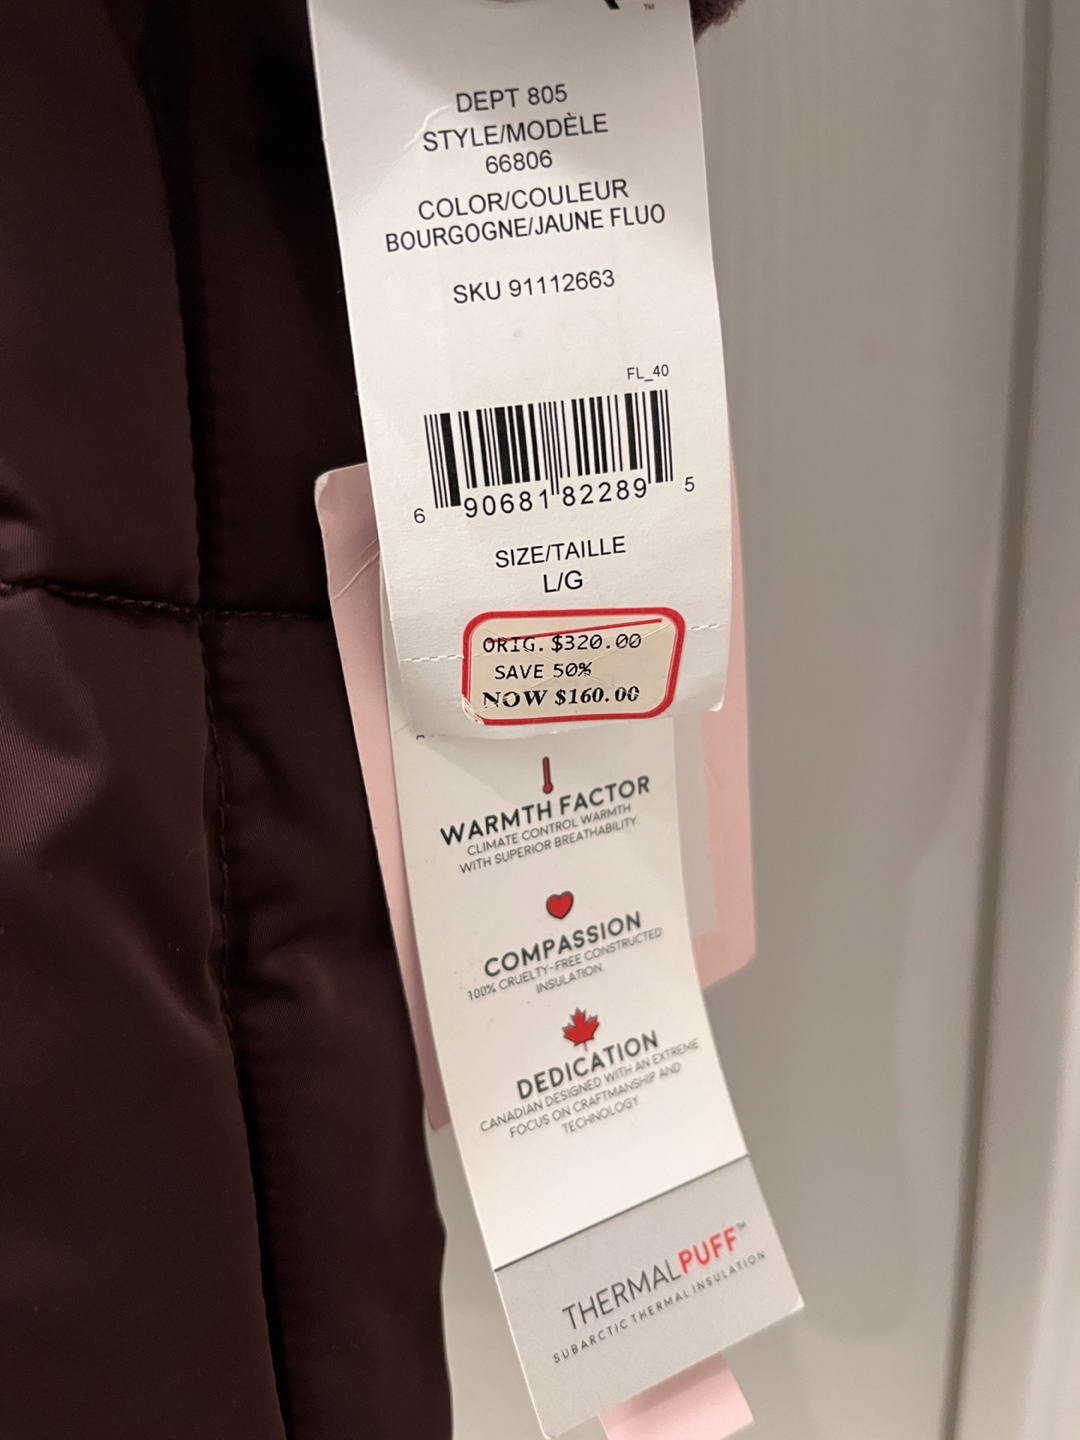 TM
DEPT 805
STYLE/MODÈLE
66806
COLOR/COULEUR
BOURGOGNE/JAUNE FLUO
SKU 91112663
FL_40
6 90681 82289 5
SIZE/TAILLE
L/G
ORIG. $320.00
SAVE 50%
NOW $160.00
WARMTH FACTOR
CLIMATE CONTROL WARMTH
WITH SUPERIOR BREATHABILITY.
COMPASSION
100% CRUELTY-FREE CONSTRUCTED
INSULATION.
DEDICATION
CANADIAN DESIGNED WITH AN EXTREME
FOCUS ON CRAFTMANSHIP AND
TECHNOLOGY.
THERMALPUFF™
SUBARCTIC THERMAL INSULATION